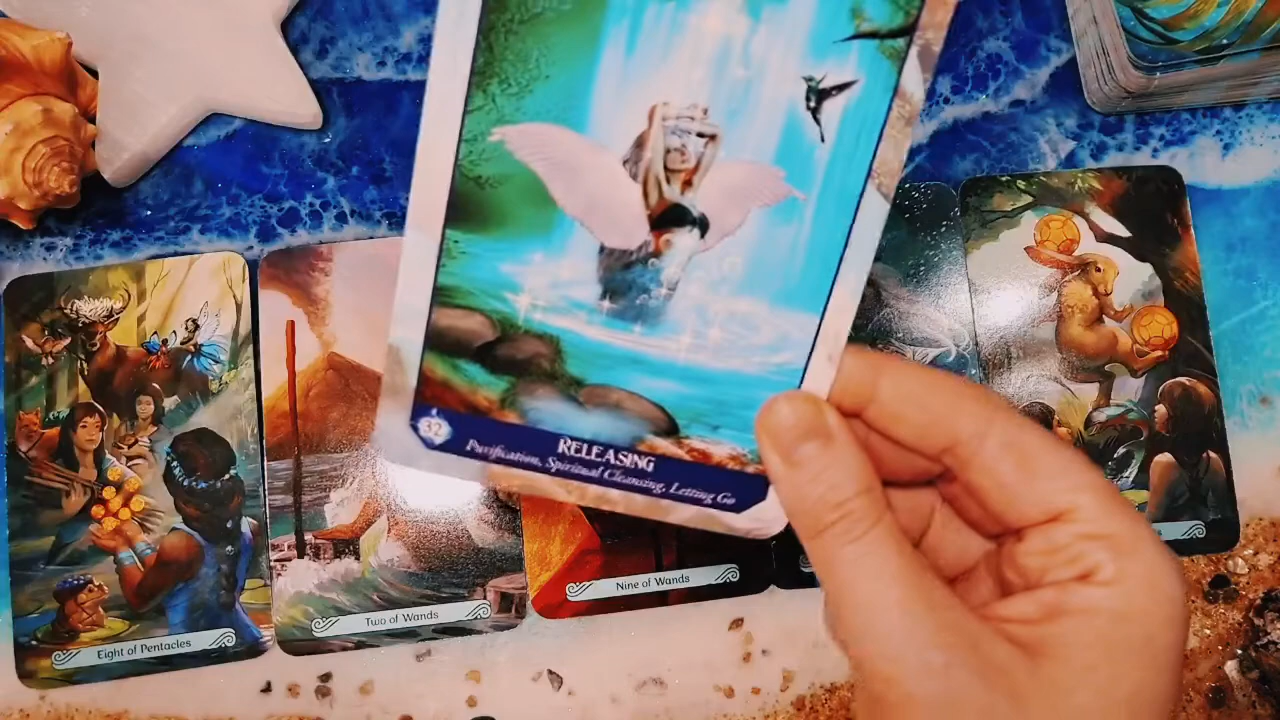 32
RELEASING
Purification, Spiritual Cleansing, Letting Go
Nine of Wands
Two of Wands
Eight of Pentacles